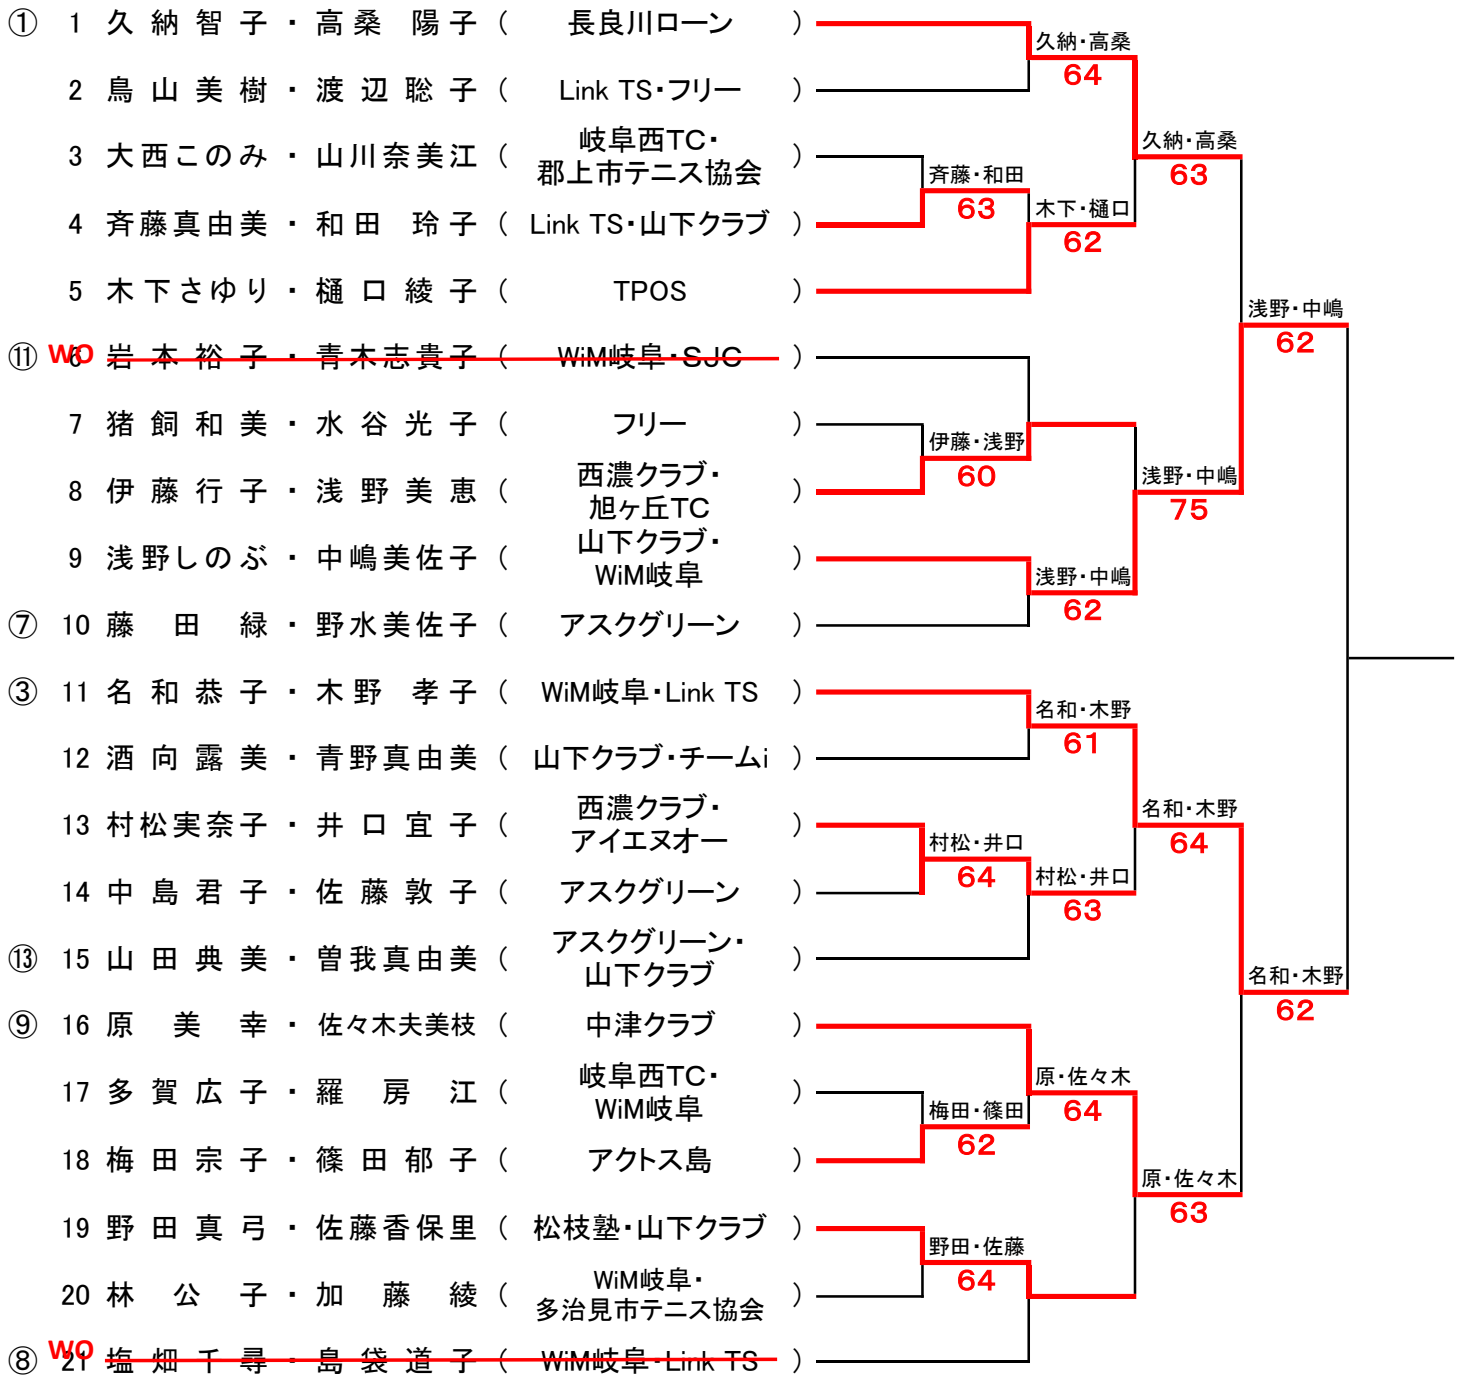 ① 1 久納智子・高桑陽子 ( 長良川ローン )
久納・高桑
64
2 鳥山美樹・渡辺聡子 ( Link TS・フリー )
3 大西このみ・山川奈美江 ( 岐阜西TC・
郡上市テニス協会 )
久納・高桑
63
斉藤・和田
63
4 斉藤真由美・和田玲子 ( Link TS・山下クラブ )
木下・樋口
62
5 木下さゆり・樋口綾子 ( TPOS )
浅野・中嶋
62
⑪ WO 6 岩本裕子・青木志貴子 ( WiM岐阜・SJC )
7 猪飼和美・水谷光子 ( フリー )
伊藤・浅野
60
8 伊藤行子・浅野美恵 ( 西濃クラブ・
旭ヶ丘TC )
浅野・中嶋
75
9 浅野しのぶ・中嶋美佐子 ( 山下クラブ・
WiM岐阜 )
浅野・中嶋
62
⑦ 10 藤田緑・野水美佐子 ( アスクグリーン )
③ 11 名和恭子・木野孝子 ( WiM岐阜・Link TS )
名和・木野
61
12 酒向露美・青野真由美 ( 山下クラブ・チームi )
13 村松実奈子・井口宜子 ( 西濃クラブ・
アイエヌオー )
名和・木野
64
村松・井口
64
14 中島君子・佐藤敦子 ( アスクグリーン )
村松・井口
63
⑬ 15 山田典美・曽我真由美 ( アスクグリーン・
山下クラブ )
名和・木野
62
⑨ 16 原美幸・佐々木夫美枝 ( 中津クラブ )
17 多賀広子・羅房江 ( 岐阜西TC・
WiM岐阜 )
原・佐々木
64
梅田・篠田
62
18 梅田宗子・篠田郁子 ( アクトス島 )
原・佐々木
63
19 野田真弓・佐藤香保里 ( 松枝塾・山下クラブ )
野田・佐藤
64
20 林公子・加藤綾 ( WiM岐阜・
多治見市テニス協会 )
⑧ WO 21 塩畑千尋・島袋道子 ( WiM岐阜・Link TS )